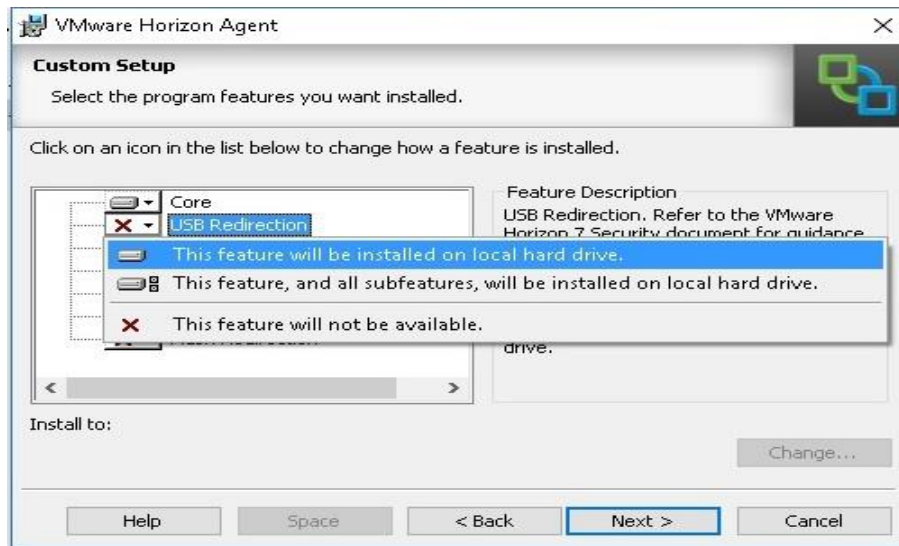 VMware Horizon Agent
Custom Setup
Select the program features you want installed.
Click on an icon in the list below to change how a feature is installed.
Core
USB Redirection
Feature Description
USB Redirection. Refer to the VMware
Horizon 7 Security document for guidance
This feature will be installed on local hard drive.
This feature, and all subfeatures, will be installed on local hard drive.
This feature will not be available.
drive.
Install to:
Change...
Help
Space
< Back
Next >
Cancel